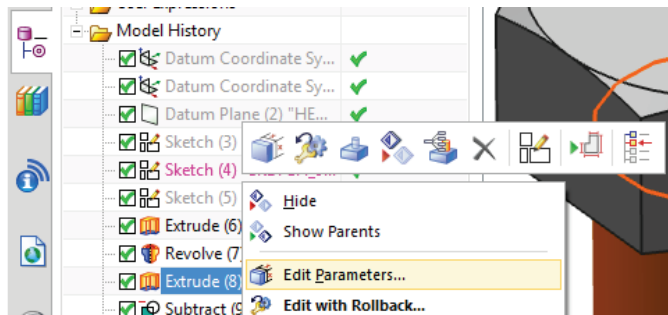 Model History
Datum Coordinate Sy...
Datum Coordinate Sy...
Datum Plane (2) "HE...
Sketch (3)
Sketch (4)
Sketch (5)
Hide
Extrude (6)
Show Parents
Revolve (7)
Edit Parameters...
Extrude (8)
Edit with Rollback...
Subtract (9